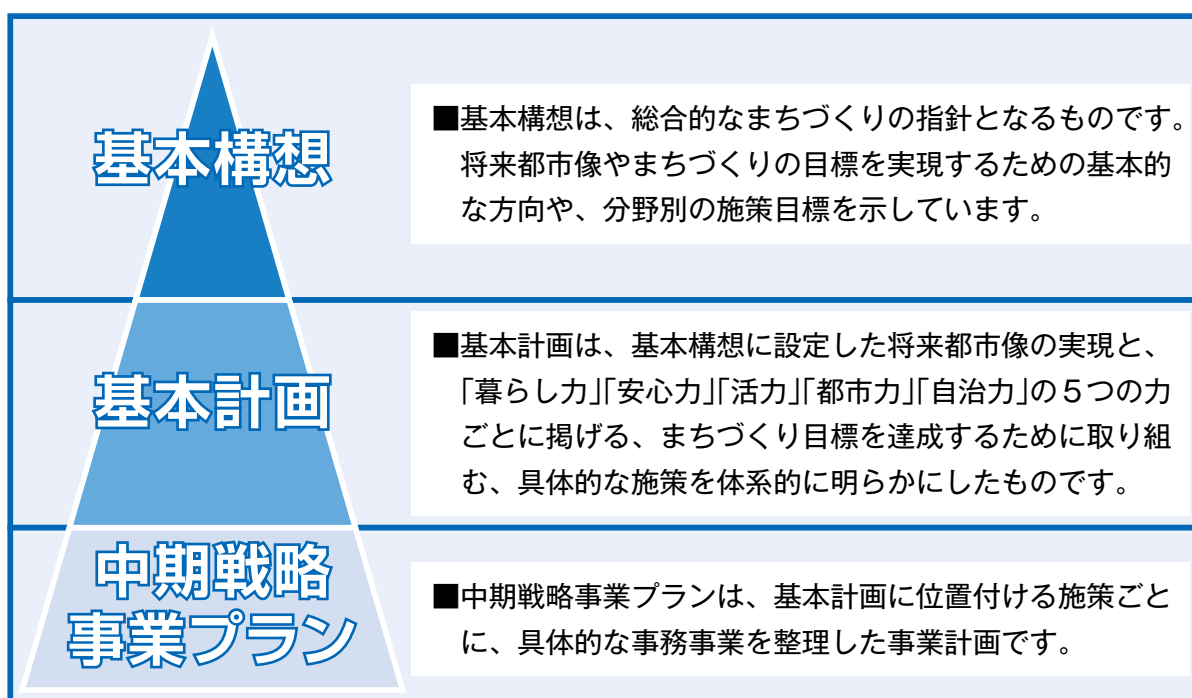 基本構想
■基本構想は、総合的なまちづくりの指針となるものです。
将来都市像やまちづくりの目標を実現するための基本的
な方向や、分野別の施策目標を示しています。
基本計画
■基本計画は、基本構想に設定した将来都市像の実現と、
「暮らし力」「安心力」「活力」「都市力」「自治力」の５つの力
ごとに掲げる、まちづくり目標を達成するために取り組
む、具体的な施策を体系的に明らかにしたものです。
中期戦略
事業プラン
■中期戦略事業プランは、基本計画に位置付ける施策ごと
に、具体的な事務事業を整理した事業計画です。